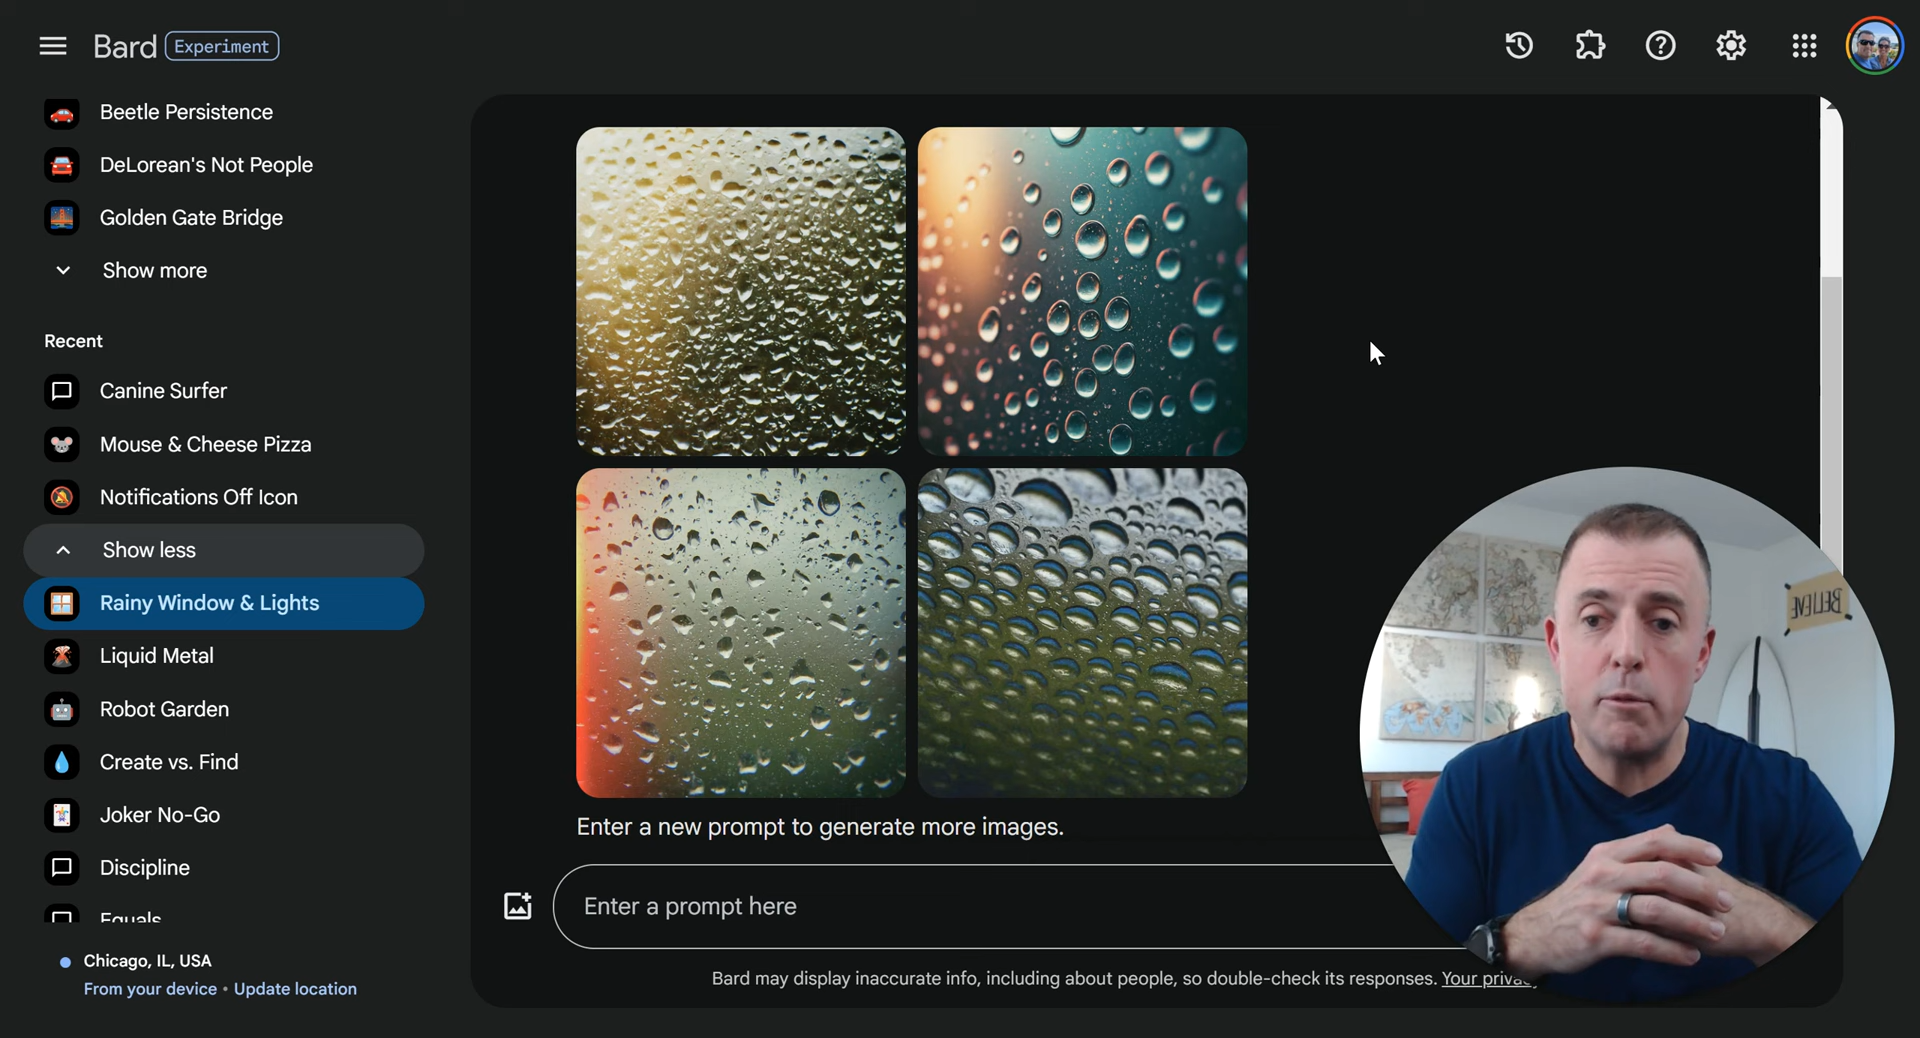 Bard Experiment
Beetle Persistence
DeLorean's Not People
Golden Gate Bridge
Show more
Recent
Canine Surfer
Mouse & Cheese Pizza
Notifications Off Icon
Show less
Rainy Window & Lights
Liquid Metal
Robot Garden
Create vs. Find
Joker No-Go
Discipline
Equals
Chicago, IL, USA
From your device • Update location
Enter a new prompt to generate more images.
Enter a prompt here
Bard may display inaccurate info, including about people, so double-check its responses. Your
BELIEVE